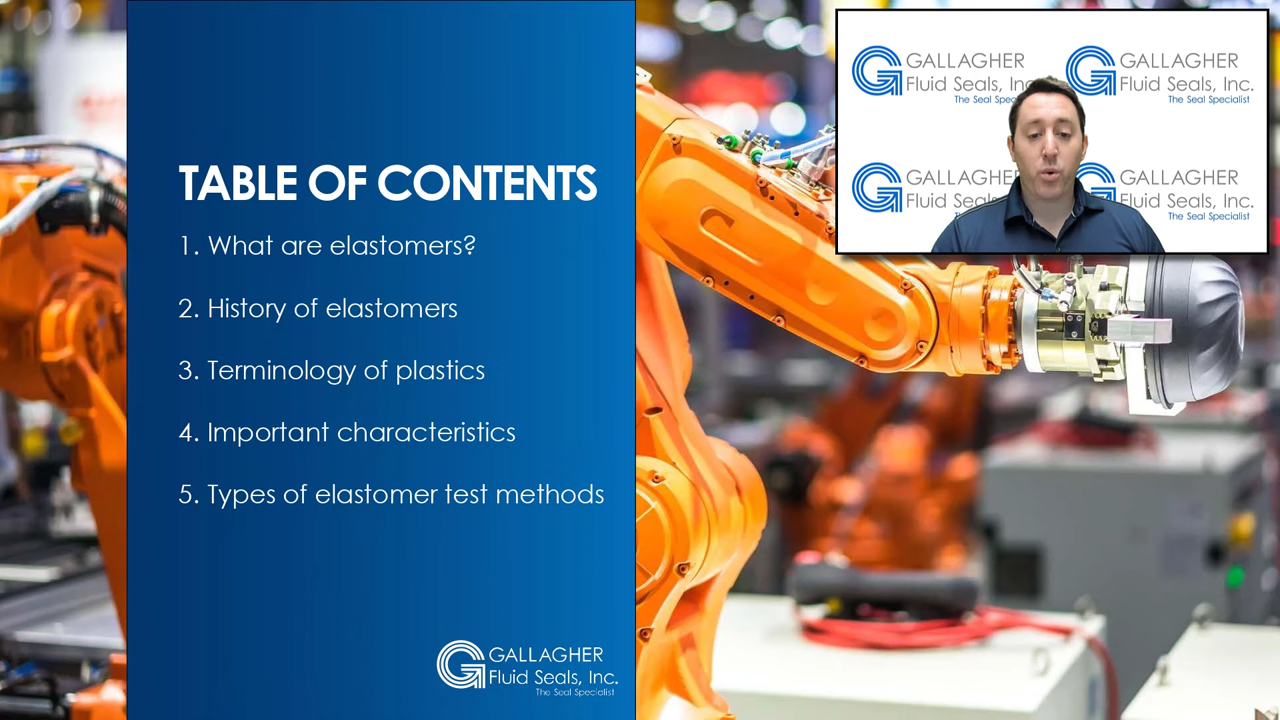 TABLE OF CONTENTS
1. What are elastomers?
2. History of elastomers
3. Terminology of plastics
4. Important characteristics
5. Types of elastomer test methods
GALLAGHER
Fluid Seals, Inc.
The Seal Specialist
GALLAGHER
Fluid Seals, Inc
The Seal
GALLAGHER
Fluid Seals, Inc.
The Seal Specialist
GALLAGHER
Fluid
GALLAGHER
Fluid Seals, Inc.
The Seal Specialist